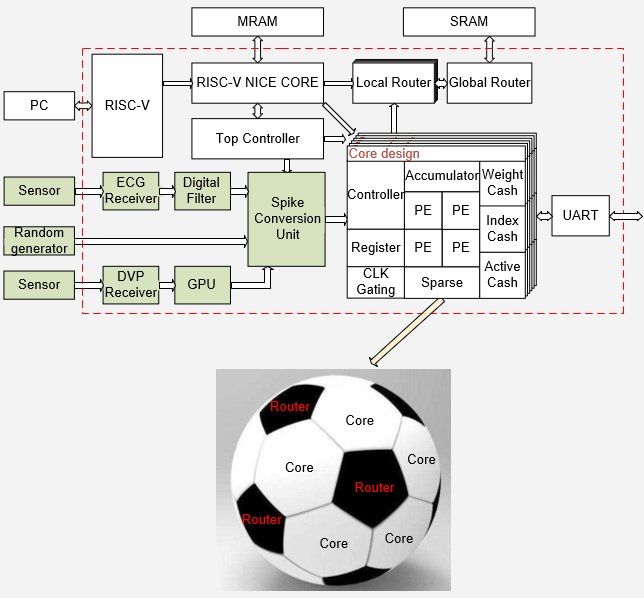 MRAM
SRAM
PC
RISC-V
RISC-V NICE CORE
Local Router
Global Router
Top Controller
Core design
Sensor
ECG
Receiver
Digital
Filter
Spike
Conversion
Unit
Random
generator
Sensor
DVP
Receiver
GPU
Controller
Accumulator
Weight
Cash
PE
PE
Index
Cash
Register
PE
PE
CLK
Gating
Sparse
Active
Cash
UART
Router
Core
Core
Core
Router
Router
Core
Core